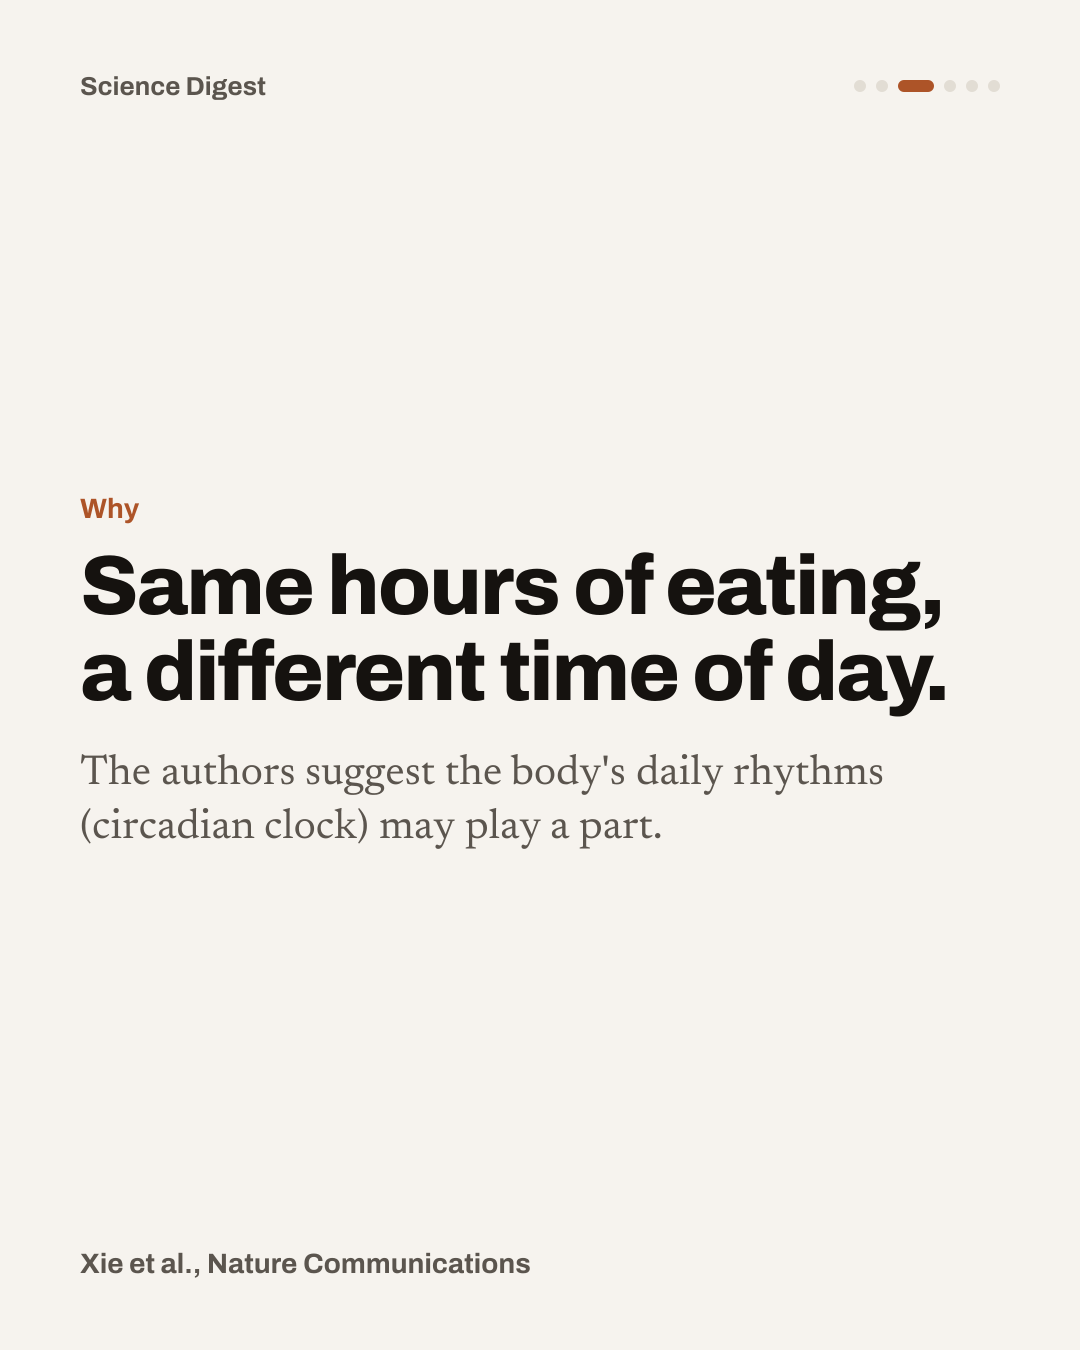 Science Digest
Why
Same hours of eating,
a different time of day.
The authors suggest the body's daily rhythms
(circadian clock) may play a part.
Xie et al., Nature Communications